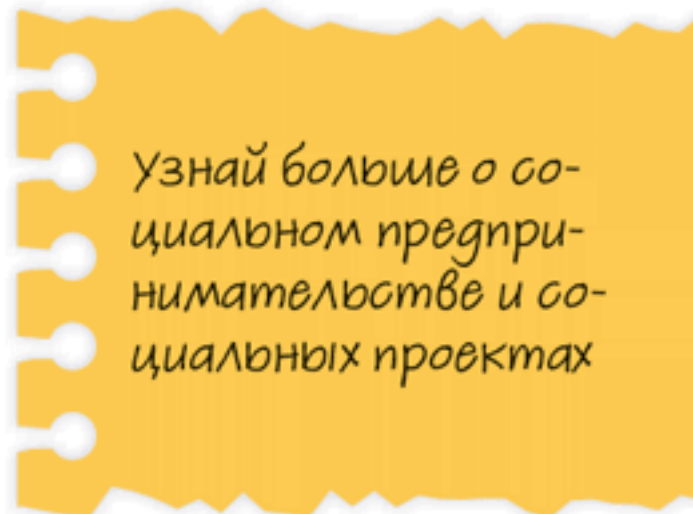 Узнай больше о со-
циальном предпри-
нимательстве и со-
циальных проектах